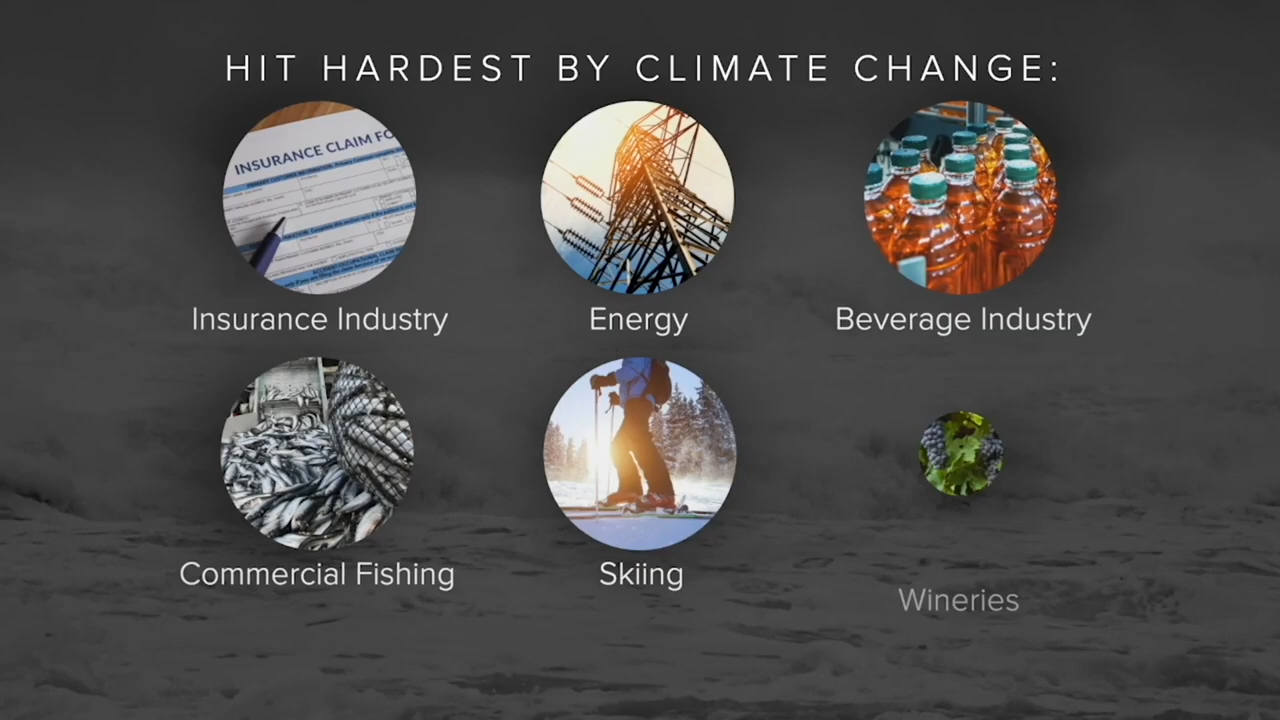 HIT HARDEST BY CLIMATE CHANGE:
INSURANCE CLAIM FO
Insurance Industry
Energy
Beverage Industry
Commercial Fishing
Skiing
Wineries